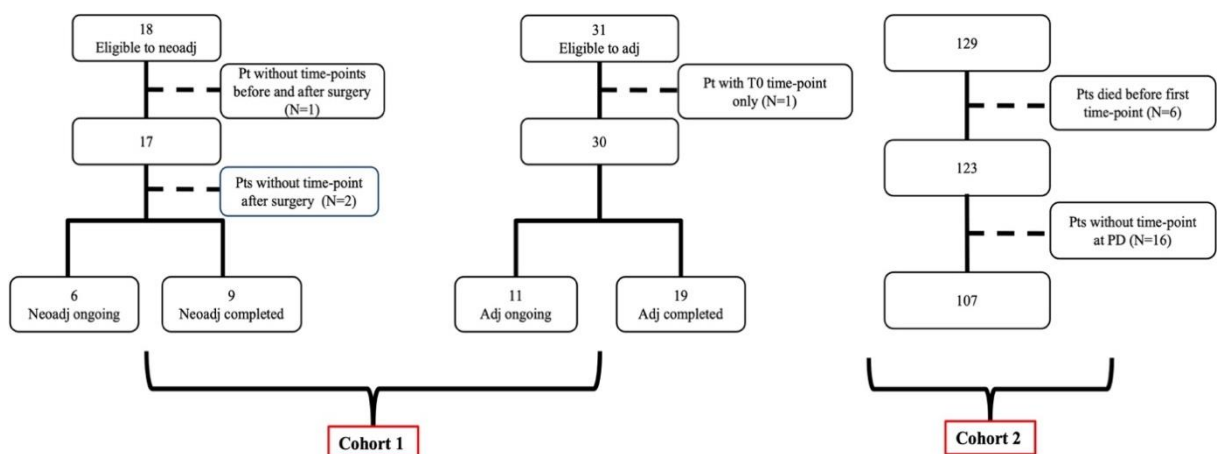 18
Eligible to neoadj
Pt without time-points
before and after surgery
(N=1)
17
Pts without time-point
after surgery (N=2)
6
Neoadj ongoing
9
Neoadj completed
31
Eligible to adj
Pt with T0 time-point
only (N=1)
30
11
Adj ongoing
19
Adj completed
Cohort 1
129
Pts died before first
time-point (N=6)
123
Pts without time-point
at PD (N=16)
107
Cohort 2